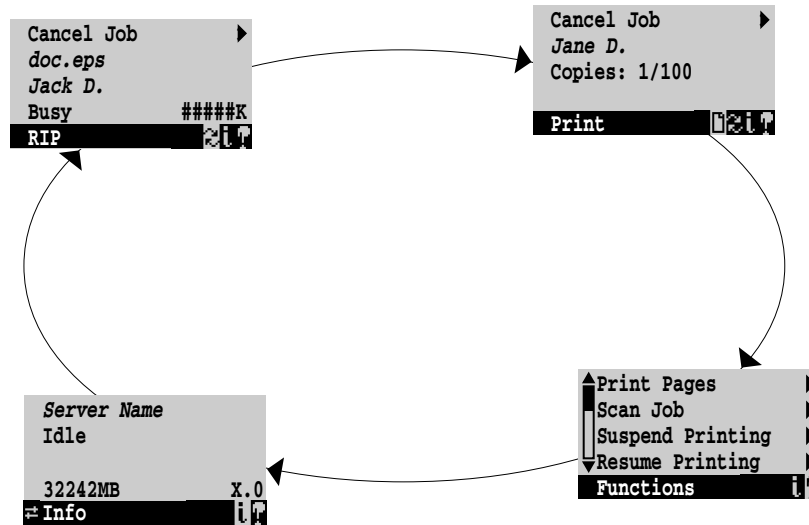 Cancel Job
doc.eps
Jack D.
Busy #####K
RIP
Cancel Job
Jane D.
Copies: 1/100
Print
Print Pages
Scan Job
Suspend Printing
Resume Printing
Functions
Server Name
Idle
32242MB X.0
Info